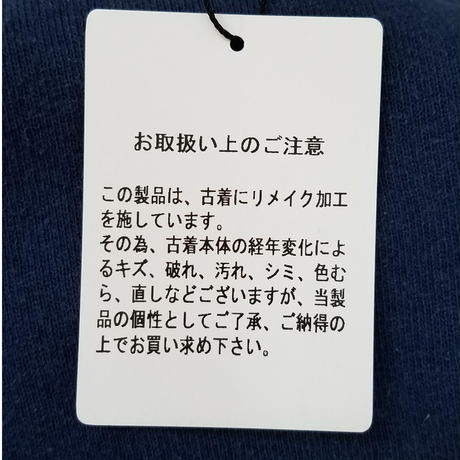 お取扱い上のご注意
この製品は、古着にリメイク加工
を施しています。
その為、古着本体の経年変化によ
るキズ、破れ、汚れ、シミ、色む
ら、直しなどございますが、当製
品の個性としてご了承、ご納得の
上でお買い求め下さい。